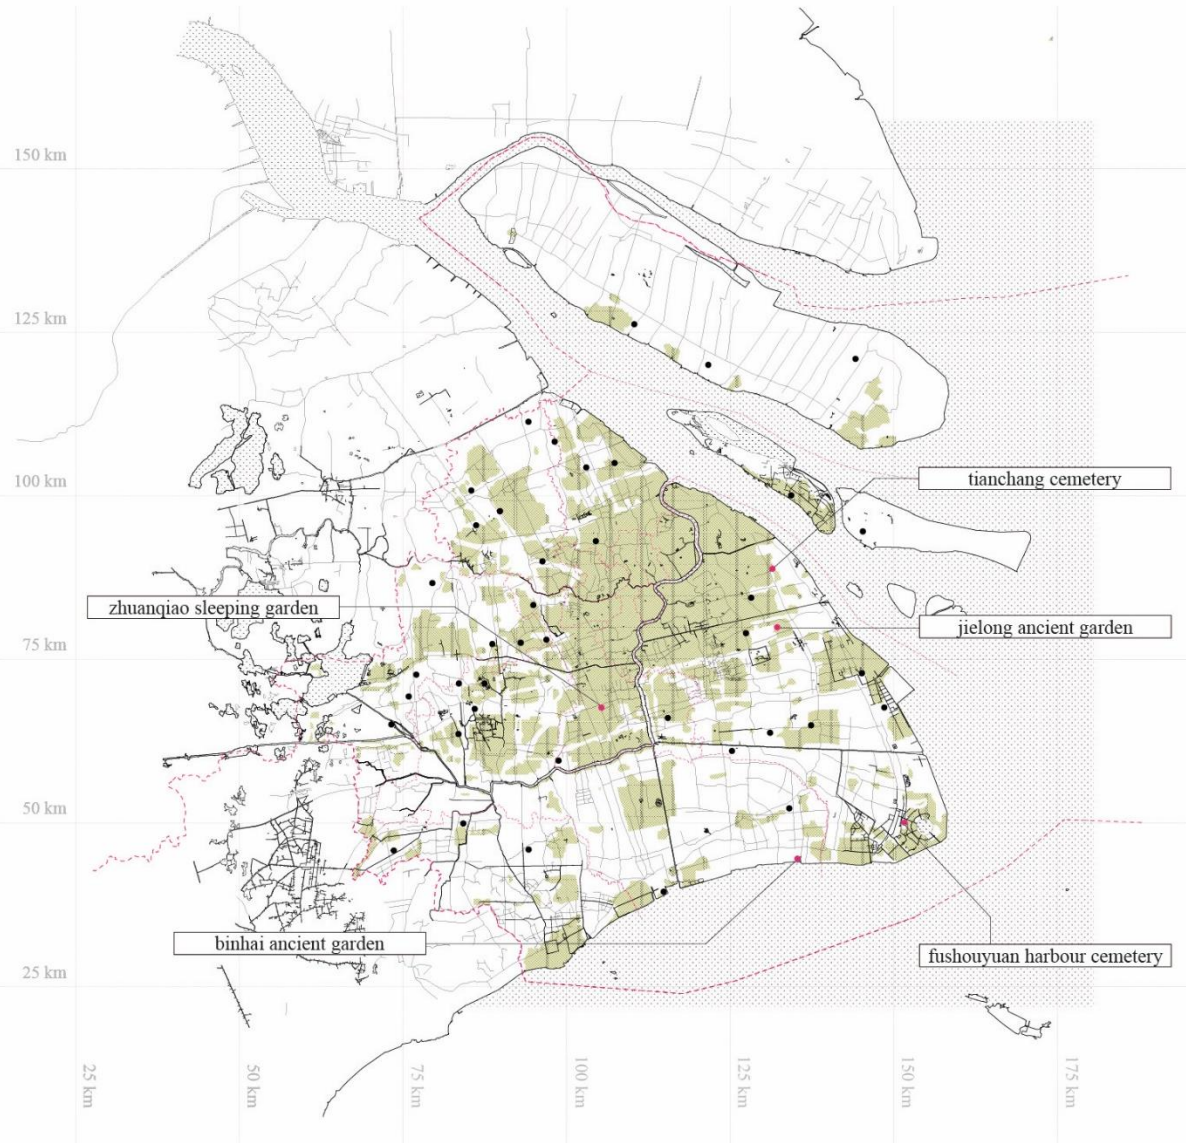 150 km
125 km
100 km
tianchang cemetery
zhuanqiao sleeping garden
jielong ancient garden
75 km
50 km
binhai ancient garden
fushouyuan harbour cemetery
25 km
25 km
50 km
75 km
100 km
125 km
150 km
175 km